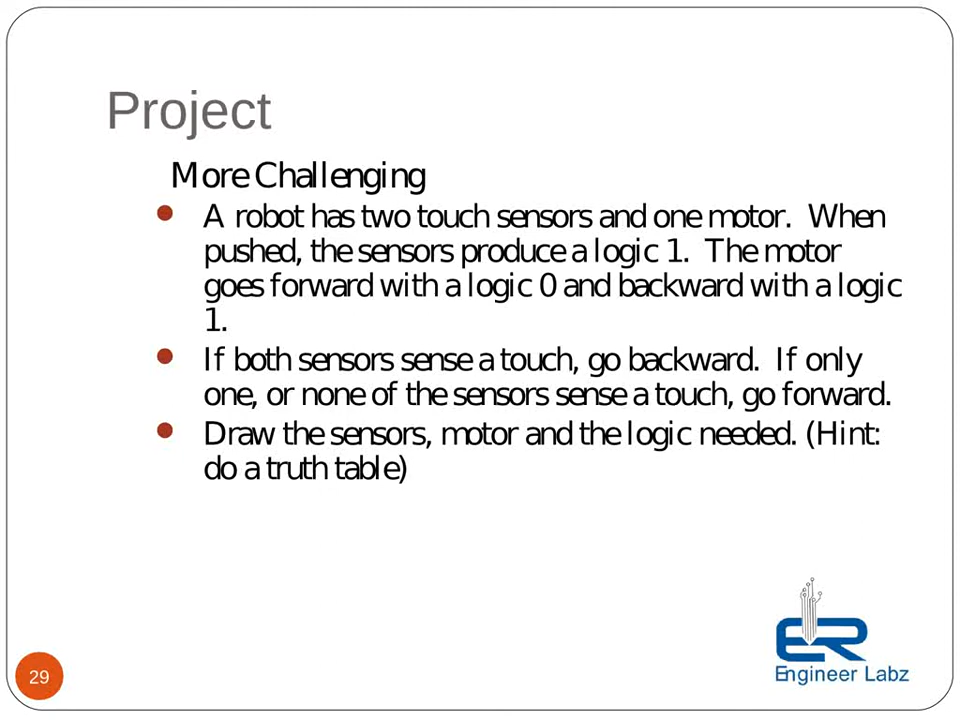 Project
More Challenging
A robot has two touch sensors and one motor. When
pushed, the sensors produce a logic 1. The motor
goes forward with a logic 0 and backward with a logic
1.
If both sensors sense a touch, go backward. If only
one, or none of the sensors sense a touch, go forward.
Draw the sensors, motor and the logic needed. (Hint:
do a truth table)
ER
Engineer Labz
29